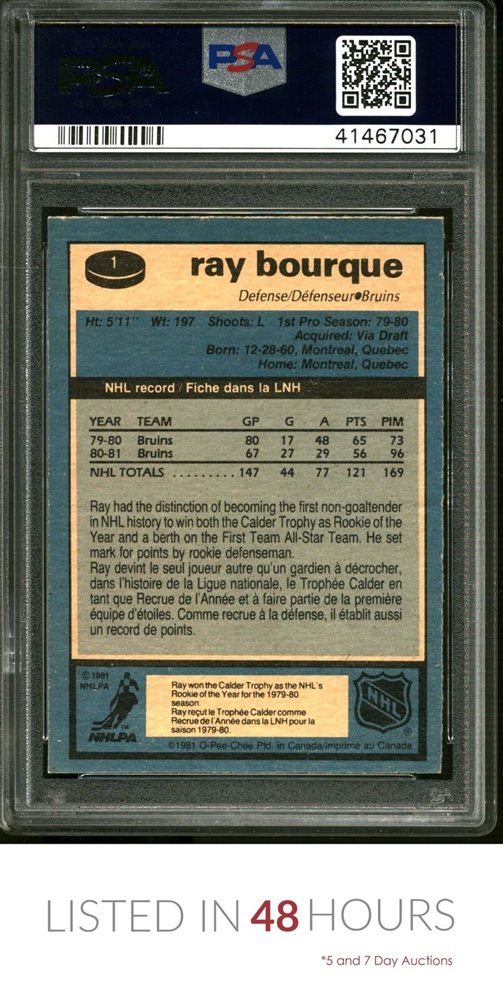 PSA
PSA
41467031
1
ray bourque
Defense/Défenseur•Bruins
Ht: 5'11" Wt: 197 Shoots: L 1st Pro Season: 79-80
Acquired: Via Draft
Born: 12-28-60, Montreal, Quebec
Home: Montreal, Quebec
NHL record / Fiche dans la LNH
YEAR TEAM GP G A PTS PIM
79-80 Bruins 80 17 48 65 73
80-81 Bruins 67 27 29 56 96
NHL TOTALS ......... 147 44 77 121 169
Ray had the distinction of becoming the first non-goaltender
in NHL history to win both the Calder Trophy as Rookie of the
Year and a berth on the First Team All-Star Team. He set
mark for points by rookie defenseman.
Ray devint le seul joueur autre qu'un gardien à décrocher,
dans l'histoire de la Ligue nationale, le Trophée Calder en
tant que Recrue de l'Année et à faire partie de la première
équipe d'étoiles. Comme recrue à la défense, il établit aussi
un record de points.
© 1981
NHLPA
NHLPA
Ray won the Calder Trophy as the NHL's
Rookie of the Year for the 1979-80
season.
Ray reçut le Trophée Calder comme
Recrue de l'Année dans la LNH pour la
saison 1979-80.
NHL
®
©1981 O-Pee-Chee Ptd. in Canada/Imprimé au Canada
LISTED IN 48 HOURS
*5 and 7 Day Auctions